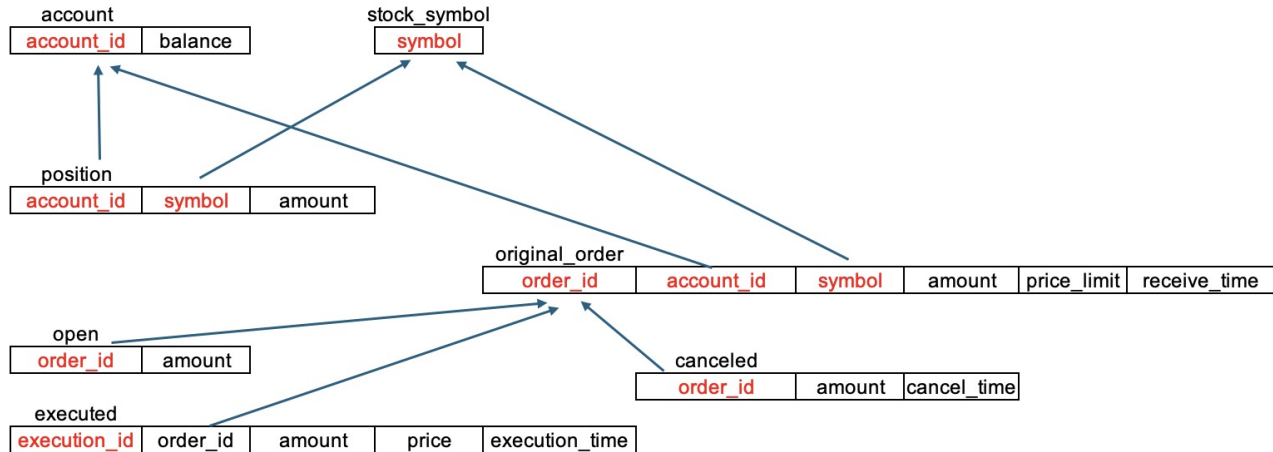 account
account_id balance
stock_symbol
symbol
position
account_id symbol amount
original_order
order_id account_id symbol amount price_limit receive_time
open
order_id amount
canceled
order_id amount cancel_time
executed
execution_id order_id amount price execution_time